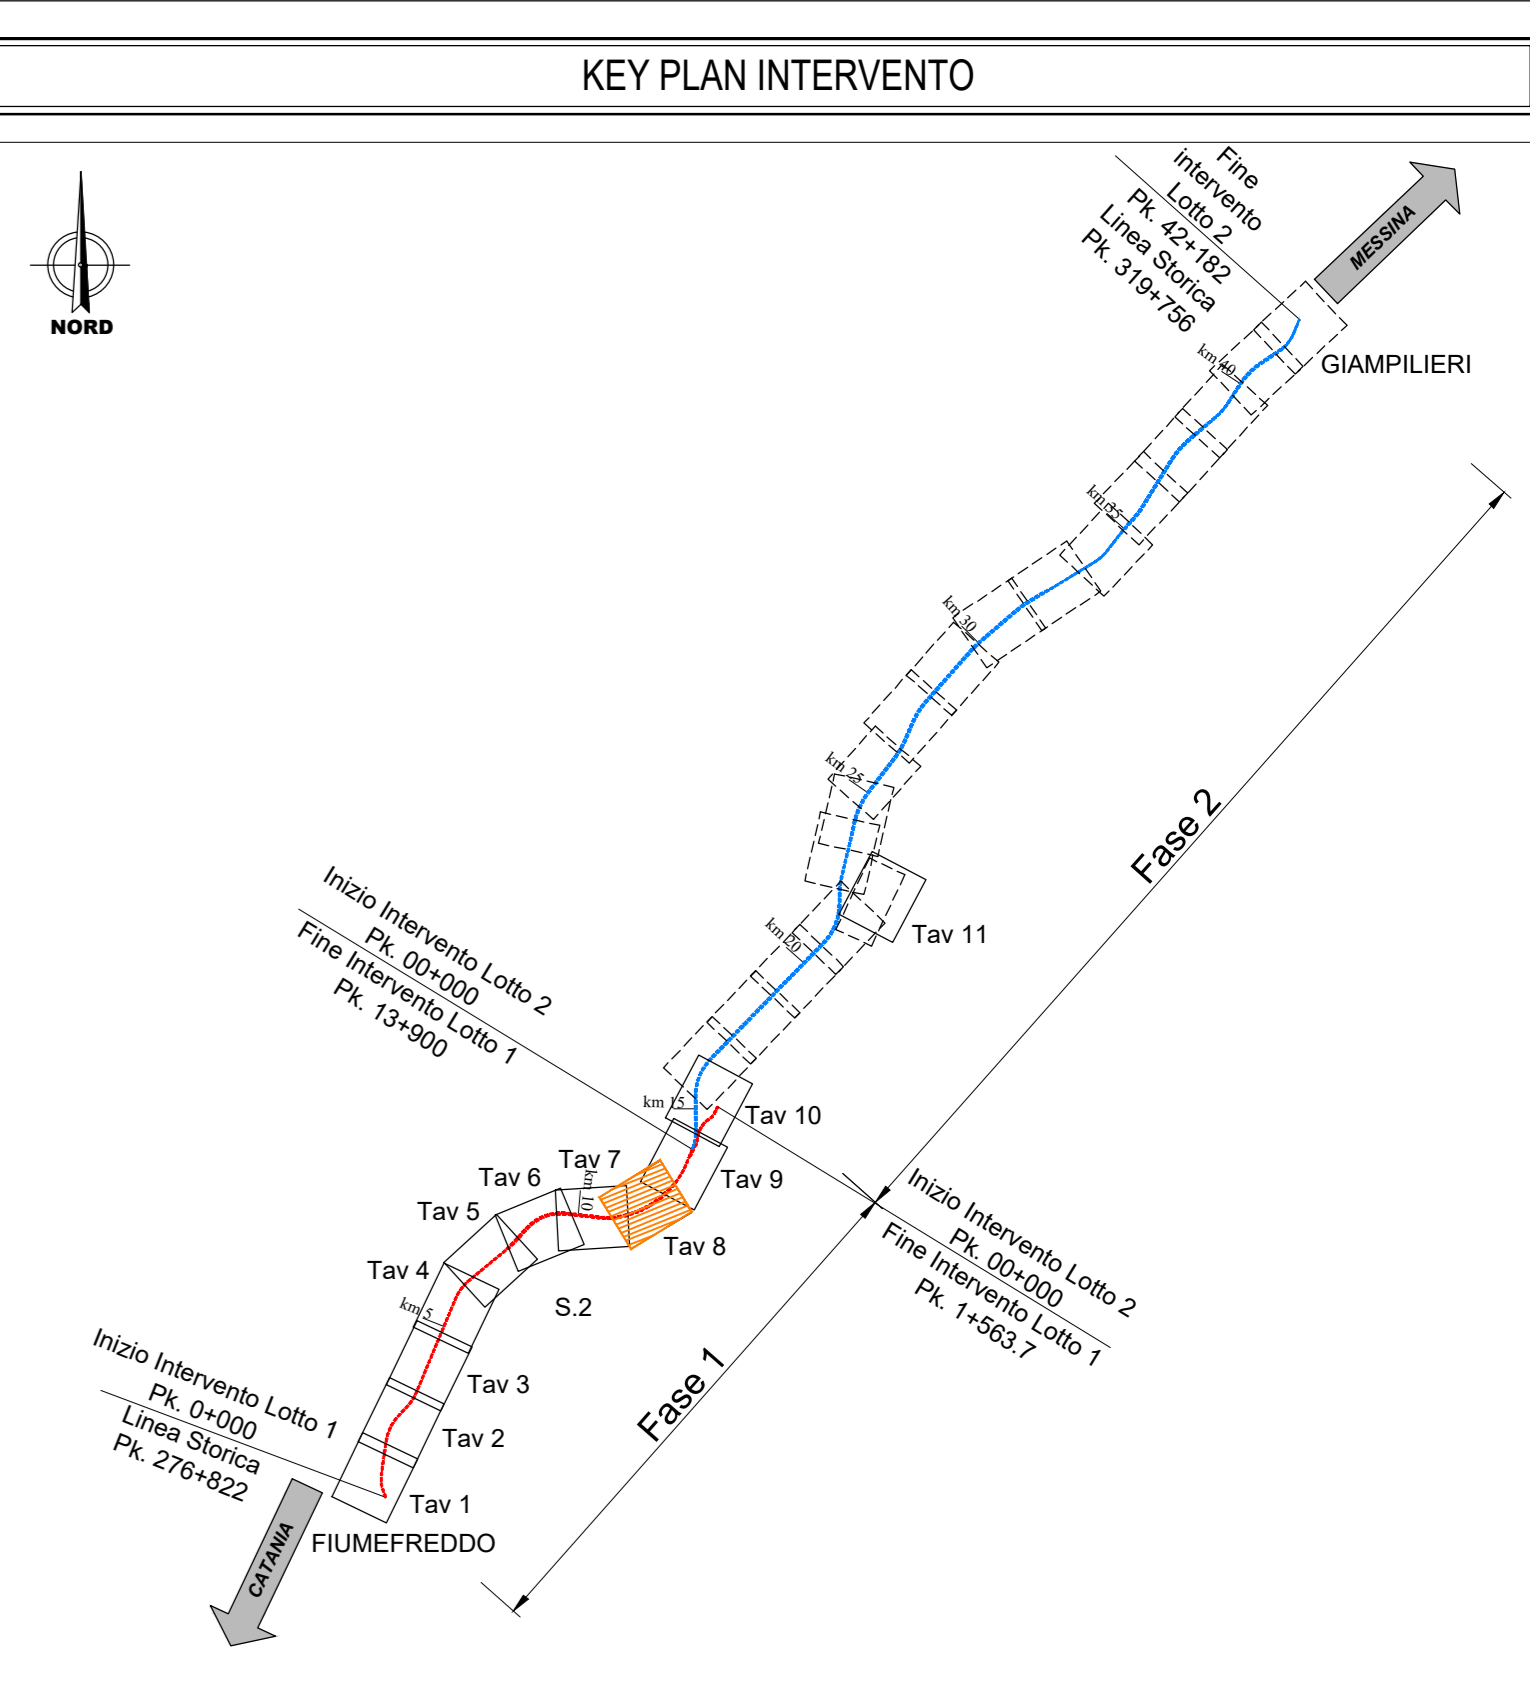 KEY PLAN INTERVENTO
NORD
Fine
intervento
Lotto 2
Pk. 42+182
Linea Storica
Pk. 319+756
MESSINA
GIAMPILIERI
km 40
km 35
km 30
km 25
km 20
Fase 2
Tav 11
Inizio Intervento Lotto 2
Pk. 00+000
Fine Intervento Lotto 1
Pk. 13+900
km 15
Tav 10
Tav 9
Tav 7
km 10
Tav 6
Tav 5
Tav 8
Tav 4
km 5
S.2
Inizio Intervento Lotto 2
Pk. 00+000
Fine Intervento Lotto 1
Pk. 1+563.7
Fase 1
Inizio Intervento Lotto 1
Pk. 0+000
Linea Storica
Pk. 276+822
Tav 3
Tav 2
Tav 1
FIUMEFREDDO
CATANIA